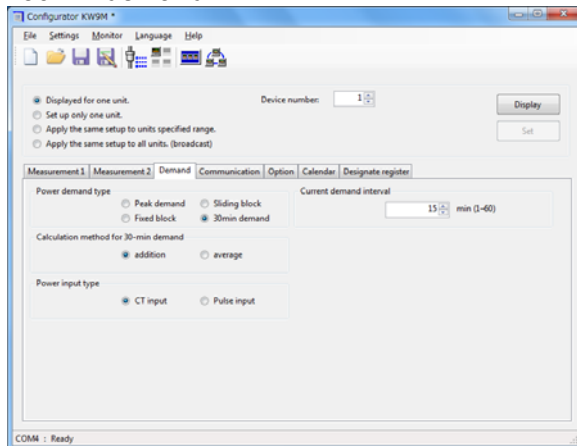 Configurator KW9M *
File Settings Monitor Language Help
Displayed for one unit.
Set up only one unit.
Apply the same setup to units specified range.
Apply the same setup to all units. (broadcast)
Device number: 1
Display
Set
Measurement 1 Measurement 2 Demand Communication Option Calendar Designate register
Power demand type
Peak demand Sliding block
Fixed block 30min demand
Calculation method for 30-min demand
addition average
Power input type
CT input Pulse input
Current demand interval
15 min (1~60)
COM4 : Ready